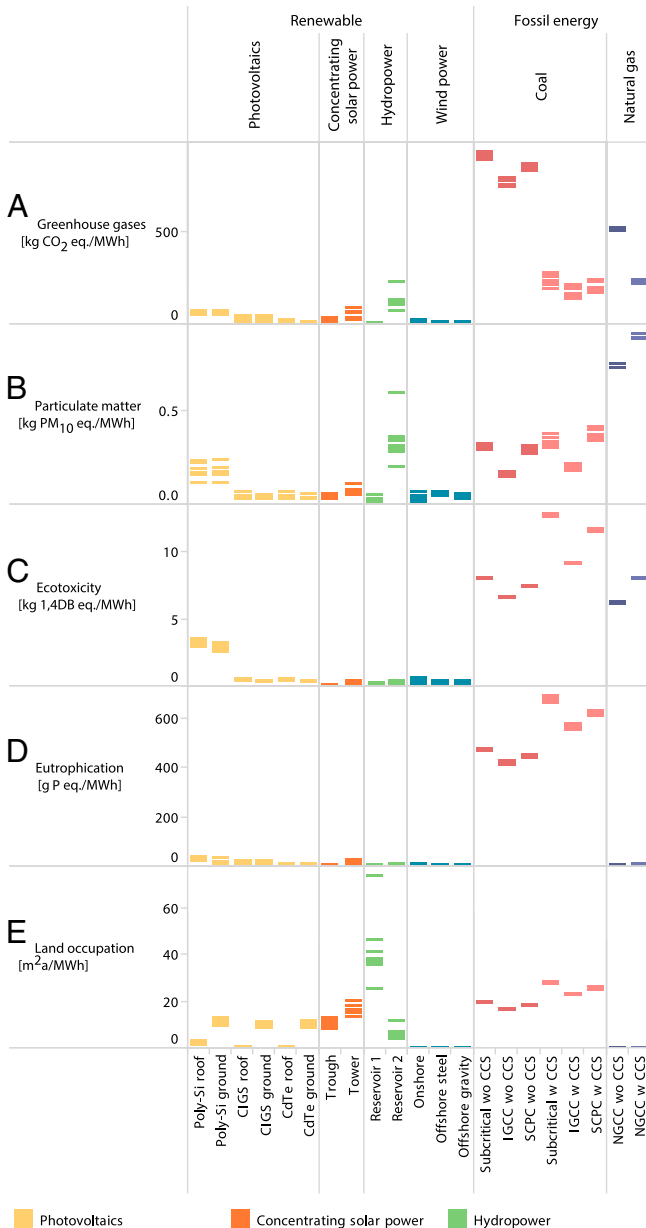 Renewable
Fossil energy
Photovoltaics
Concentrating
solar power
Hydropower
Wind power
Coal
Natural gas
A
Greenhouse gases
[kg CO2 eq./MWh]
500
0
B
Particulate matter
[kg PM10 eq./MWh]
0.5
0.0
C
Ecotoxicity
[kg 1,4DB eq./MWh]
10
5
0
D
Eutrophication
[g P eq./MWh]
600
400
200
0
E
Land occupation
[m2a/MWh]
60
40
20
0
Poly-Si roof
Poly-Si ground
CIGS roof
CIGS ground
CdTe roof
CdTe ground
Trough
Tower
Reservoir 1
Reservoir 2
Onshore
Offshore steel
Offshore gravity
Subcritical wo CCS
IGCC wo CCS
SCPC wo CCS
Subcritical w CCS
IGCC w CCS
SCPC w CCS
NGCC wo CCS
NGCC w CCS
Photovoltaics
Concentrating solar power
Hydropower